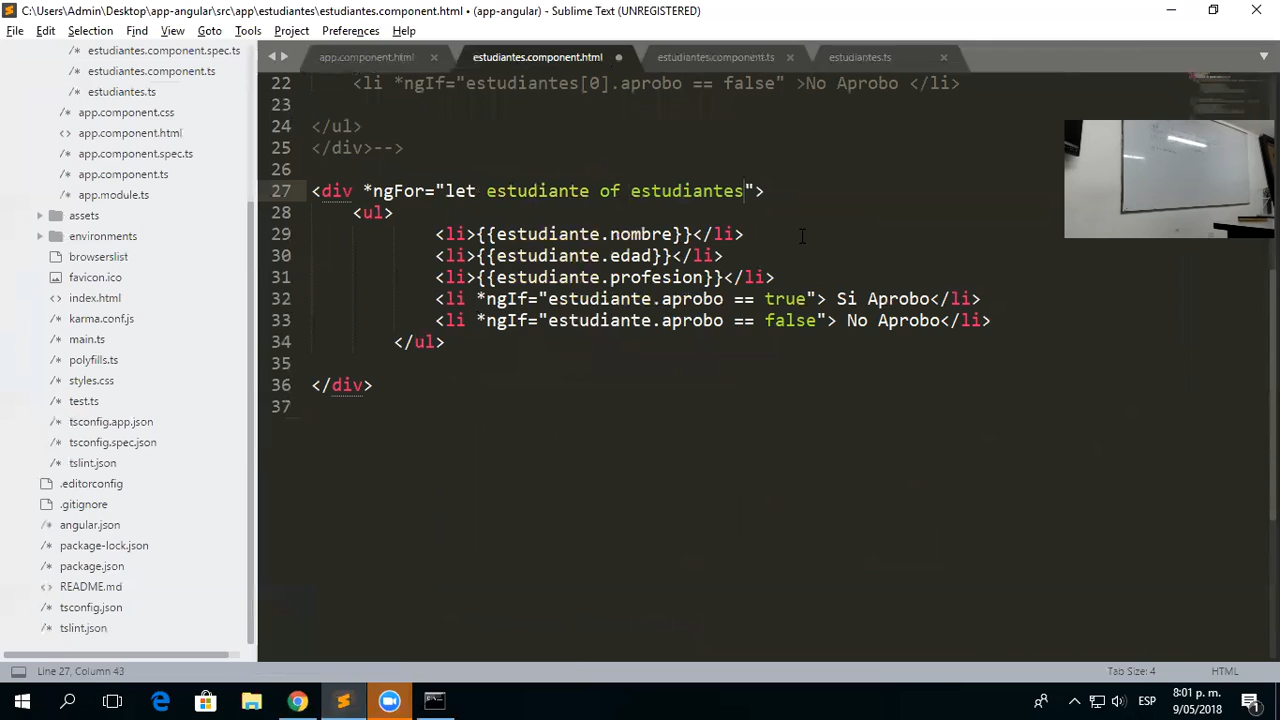 C:\Users\Admin\Desktop\app-angular\src\app\estudiantes\estudiantes.component.html • (app-angular) - Sublime Text (UNREGISTERED)
File Edit Selection Find View Goto Tools Project Preferences Help
estudiantes.component.spec.ts
estudiantes.component.ts
estudiantes.ts
app.component.css
app.component.html
app.component.spec.ts
app.component.ts
app.module.ts
assets
environments
browserslist
favicon.ico
index.html
karma.conf.js
main.ts
polyfills.ts
styles.css
test.ts
tsconfig.app.json
tsconfig.spec.json
tslint.json
.editorconfig
.gitignore
angular.json
package-lock.json
package.json
README.md
tsconfig.json
tslint.json
app.component.html estudiantes.component.html estudiantes.component.ts estudiantes.ts
22 <li *ngIf="estudiantes[0].aprobo == false" >No Aprobo </li>
23
24 </ul>
25 </div>-->
26
27 <div *ngFor="let estudiante of estudiantes">
28 <ul>
29 <li>{{estudiante.nombre}}</li>
30 <li>{{estudiante.edad}}</li>
31 <li>{{estudiante.profesion}}</li>
32 <li *ngIf="estudiante.aprobo == true"> Si Aprobo</li>
33 <li *ngIf="estudiante.aprobo == false"> No Aprobo</li>
34 </ul>
35
36 </div>
37
Line 27, Column 43
Tab Size: 4
HTML
ESP
8:01 p. m.
9/05/2018
1